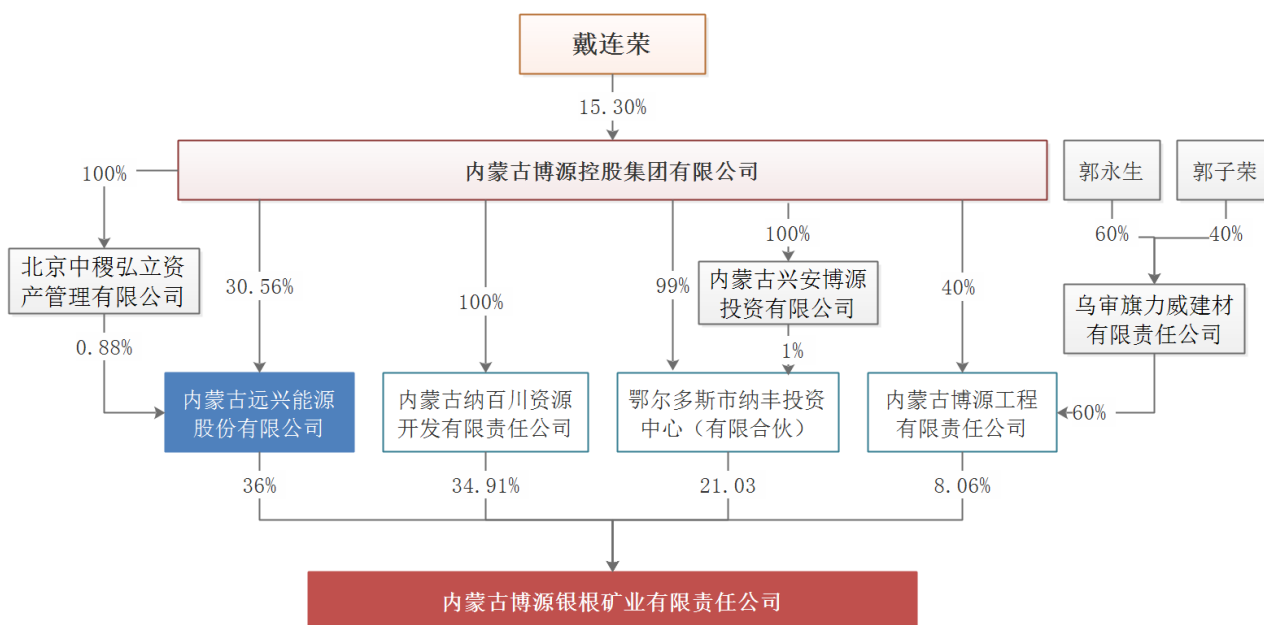 戴连荣
15.30%
内蒙古博源控股集团有限公司
郭永生
郭子荣
100%
60%
40%
100%
北京中稷弘立资
产管理有限公司
30.56%
100%
99%
内蒙古兴安博源
投资有限公司
40%
乌审旗力威建材
有限责任公司
0.88%
1%
内蒙古远兴能源
股份有限公司
内蒙古纳百川资源
开发有限责任公司
鄂尔多斯市纳丰投资
中心（有限合伙）
内蒙古博源工程
有限责任公司
60%
36%
34.91%
21.03
8.06%
内蒙古博源银根矿业有限责任公司